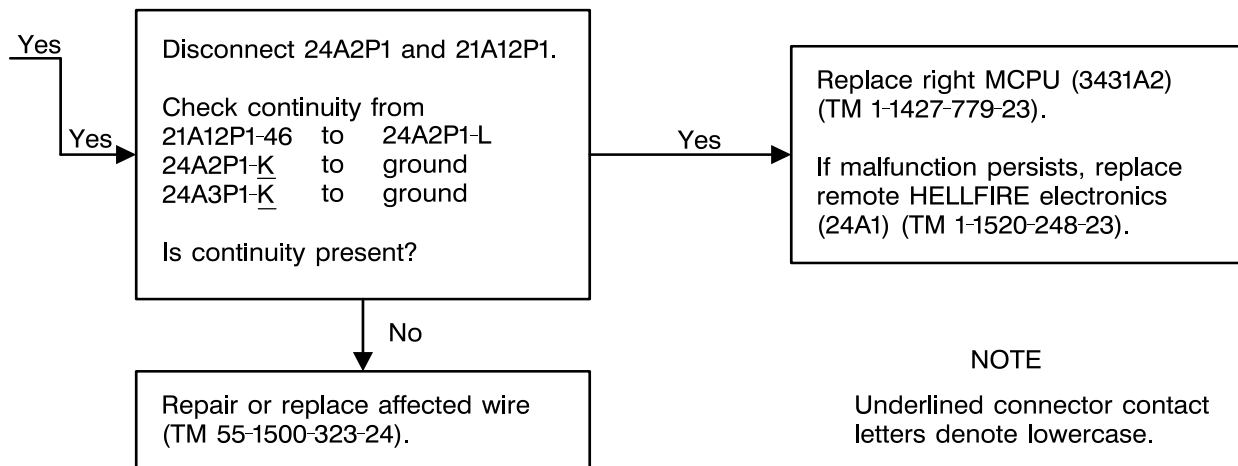 Yes
Yes
Disconnect 24A2P1 and 21A12P1.
Check continuity from
21A12P1-46 to 24A2P1-L
24A2P1-K to ground
24A3P1-K to ground
Is continuity present?
Yes
Replace right MCPU (3431A2)
(TM 1-1427-779-23).
If malfunction persists, replace
remote HELLFIRE electronics
(24A1) (TM 1-1520-248-23).
No
Repair or replace affected wire
(TM 55-1500-323-24).
NOTE
Underlined connector contact
letters denote lowercase.